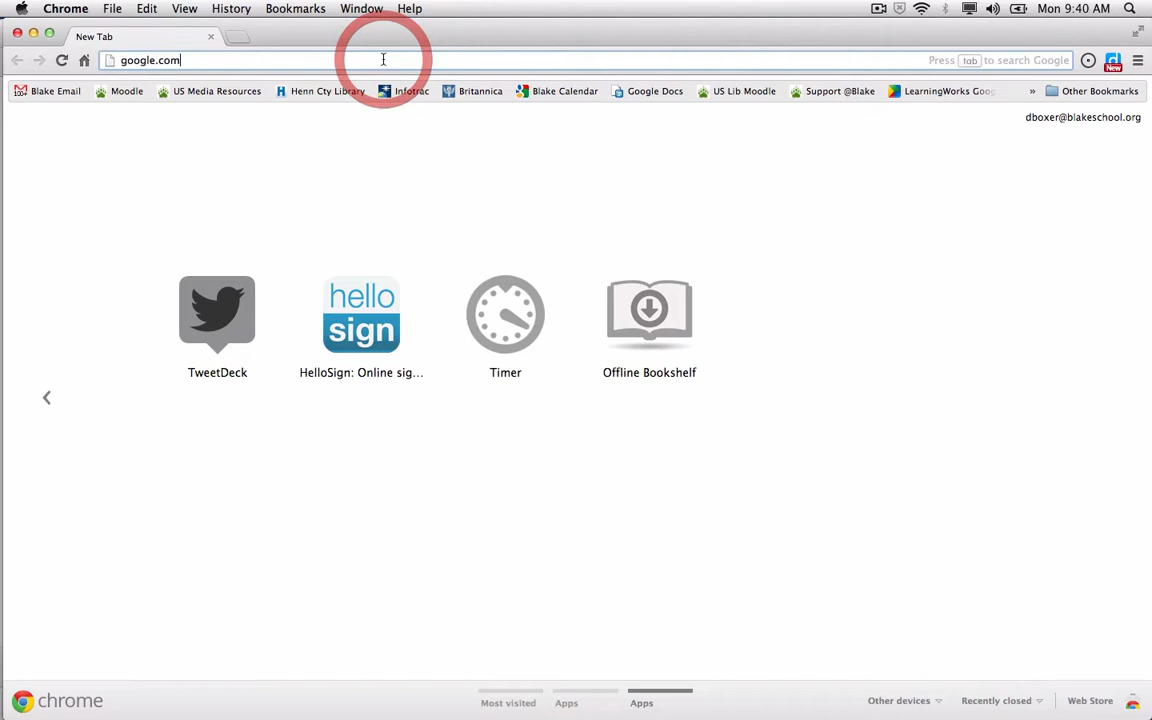 Chrome File Edit View History Bookmarks Window Help Mon 9:40 AM
New Tab
google.com Press tab to search Google New
100+ Blake Email Moodle US Media Resources Henn Cty Library Infotrac Britannica Blake Calendar Google Docs US Lib Moodle Support @Blake LearningWorks Goog » Other Bookmarks
dboxer@blakeschool.org
hello
sign
TweetDeck HelloSign: Online sig... Timer Offline Bookshelf
chrome Most visited Apps Apps Other devices Recently closed Web Store